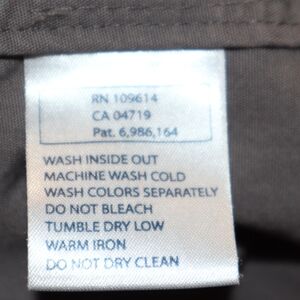 RN 109614
CA 04719
Pat. 6,986,164
WASH INSIDE OUT
MACHINE WASH COLD
WASH COLORS SEPARATELY
DO NOT BLEACH
TUMBLE DRY LOW
WARM IRON
DO NOT DRY CLEAN